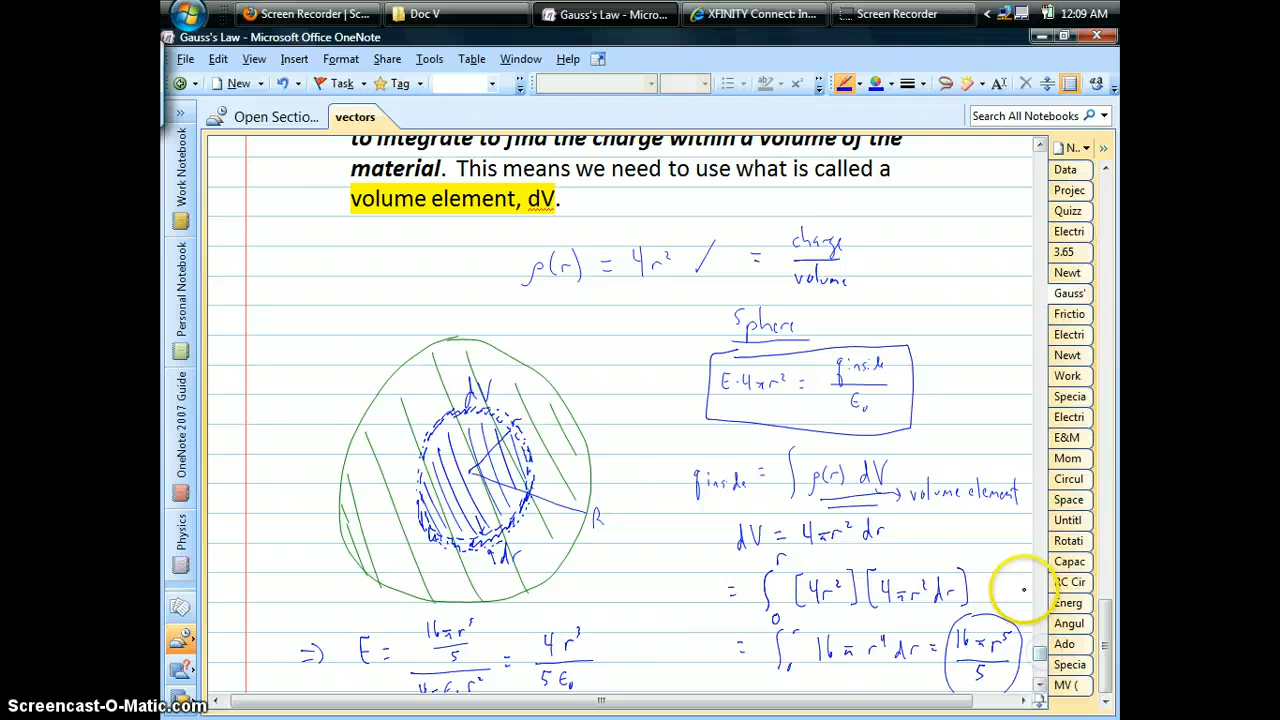 Screen Recorder | Sc...
Doc V
Gauss's Law - Micros...
XFINITY Connect: In...
Screen Recorder
12:09 AM
Gauss's Law - Microsoft Office OneNote
File Edit View Insert Format Share Tools Table Window Help
New Task Tag
Open Sectio... vectors
Search All Notebooks
to integrate to find the charge within a volume of the
material. This means we need to use what is called a
volume element, dV.
ρ(r) = 4r² ✓ = charge / volume
Sphere
E·4πr² = q inside / ε₀
dV
r
R
dr
q inside = ∫ ρ(r) dV → volume element
dV = 4πr² dr
= ∫₀ʳ [4r²][4πr² dr]
= ∫₀ʳ 16π r⁴ dr = 16πr⁵ / 5
⇒ E = (16πr⁵ / 5) / (4πε₀r²) = 4r³ / 5ε₀
Work Notebook
Personal Notebook
OneNote 2007 Guide
Physics
N..
Data
Projec
Quizz
Electri
3.65
Newt
Gauss'
Frictio
Electri
Newt
Work
Specia
Electri
E&M
Mom
Circul
Space
Untitl
Rotati
Capac
RC Cir
Energ
Angul
Ado
Specia
MV (
Screencast-O-Matic.com